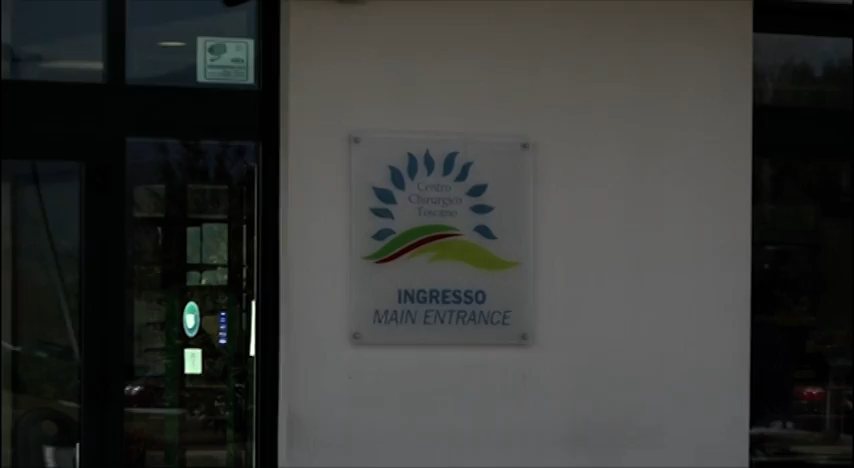 Centro
Chirurgico
Toscano
INGRESSO
MAIN ENTRANCE